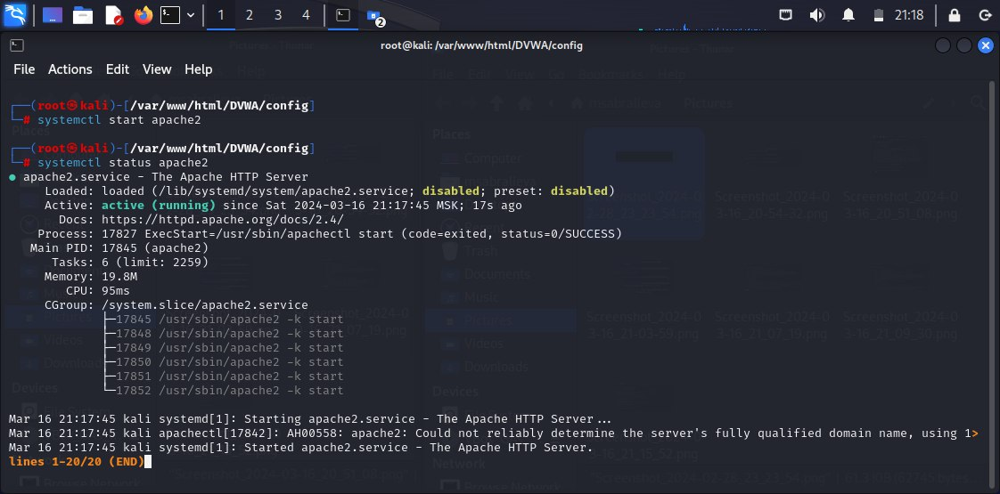 1 2 3 4 2 21:18
root@kali: /var/www/html/DVWA/config
File Actions Edit View Help
┌──(root㉿kali)-[/var/www/html/DVWA/config]
└─# systemctl start apache2
┌──(root㉿kali)-[/var/www/html/DVWA/config]
└─# systemctl status apache2
● apache2.service - The Apache HTTP Server
Loaded: loaded (/lib/systemd/system/apache2.service; disabled; preset: disabled)
Active: active (running) since Sat 2024-03-16 21:17:45 MSK; 17s ago
Docs: https://httpd.apache.org/docs/2.4/
Process: 17827 ExecStart=/usr/sbin/apachectl start (code=exited, status=0/SUCCESS)
Main PID: 17845 (apache2)
Tasks: 6 (limit: 2259)
Memory: 19.8M
CPU: 95ms
CGroup: /system.slice/apache2.service
├─17845 /usr/sbin/apache2 -k start
├─17848 /usr/sbin/apache2 -k start
├─17849 /usr/sbin/apache2 -k start
├─17850 /usr/sbin/apache2 -k start
├─17851 /usr/sbin/apache2 -k start
└─17852 /usr/sbin/apache2 -k start
Mar 16 21:17:45 kali systemd[1]: Starting apache2.service - The Apache HTTP Server...
Mar 16 21:17:45 kali apachectl[17842]: AH00558: apache2: Could not reliably determine the server's fully qualified domain name, using 1>
Mar 16 21:17:45 kali systemd[1]: Started apache2.service - The Apache HTTP Server.
lines 1-20/20 (END)